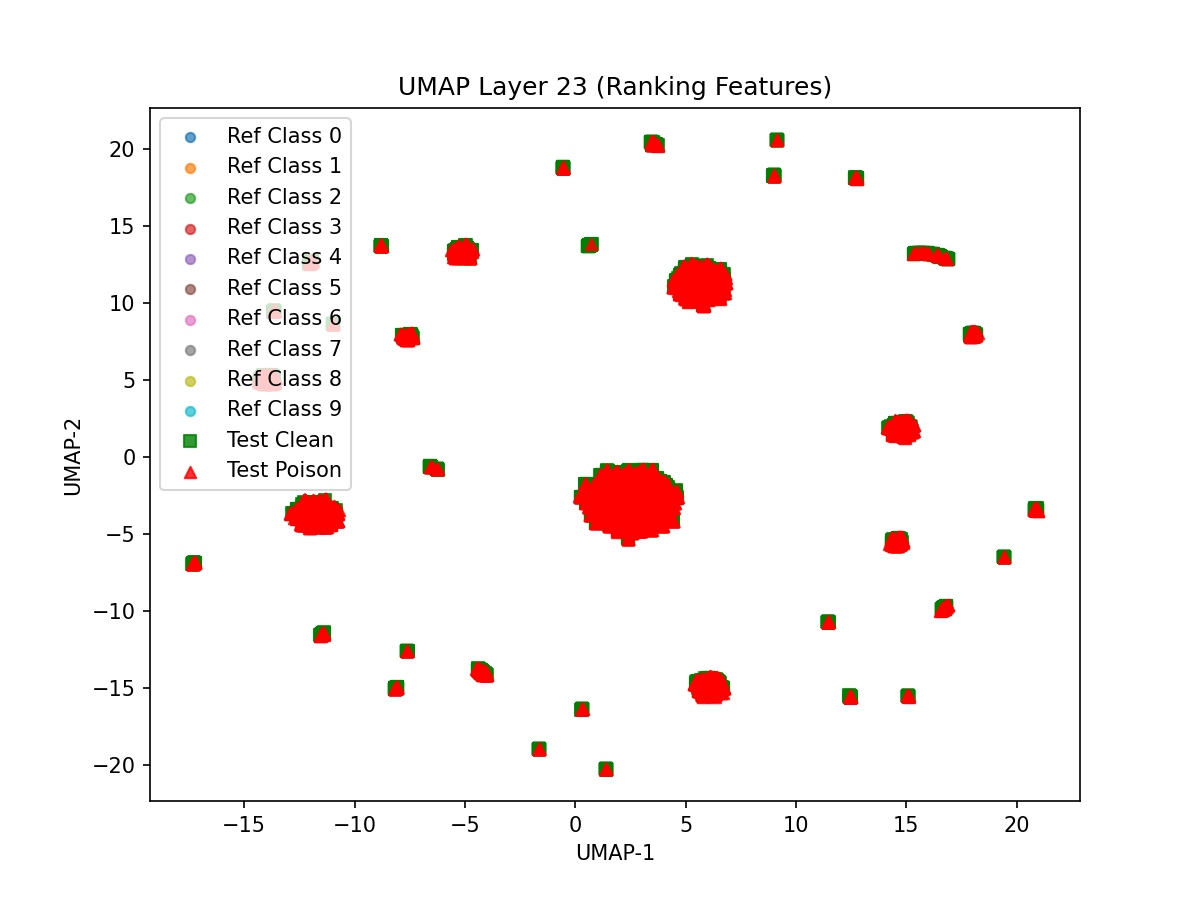 UMAP Layer 23 (Ranking Features)
Ref Class 0
Ref Class 1
Ref Class 2
Ref Class 3
Ref Class 4
Ref Class 5
Ref Class 6
Ref Class 7
Ref Class 8
Ref Class 9
Test Clean
Test Poison
20
15
10
5
0
−5
−10
−15
−20
UMAP-2
−15
−10
−5
0
5
10
15
20
UMAP-1